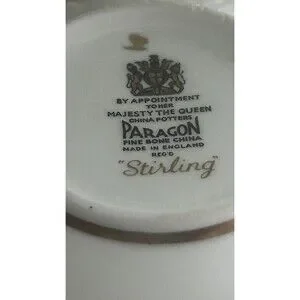 BY APPOINTMENT
TO HER
MAJESTY THE QUEEN
CHINA POTTERS
PARAGON
FINE BONE CHINA
MADE IN ENGLAND
REG'D
"Stirling"